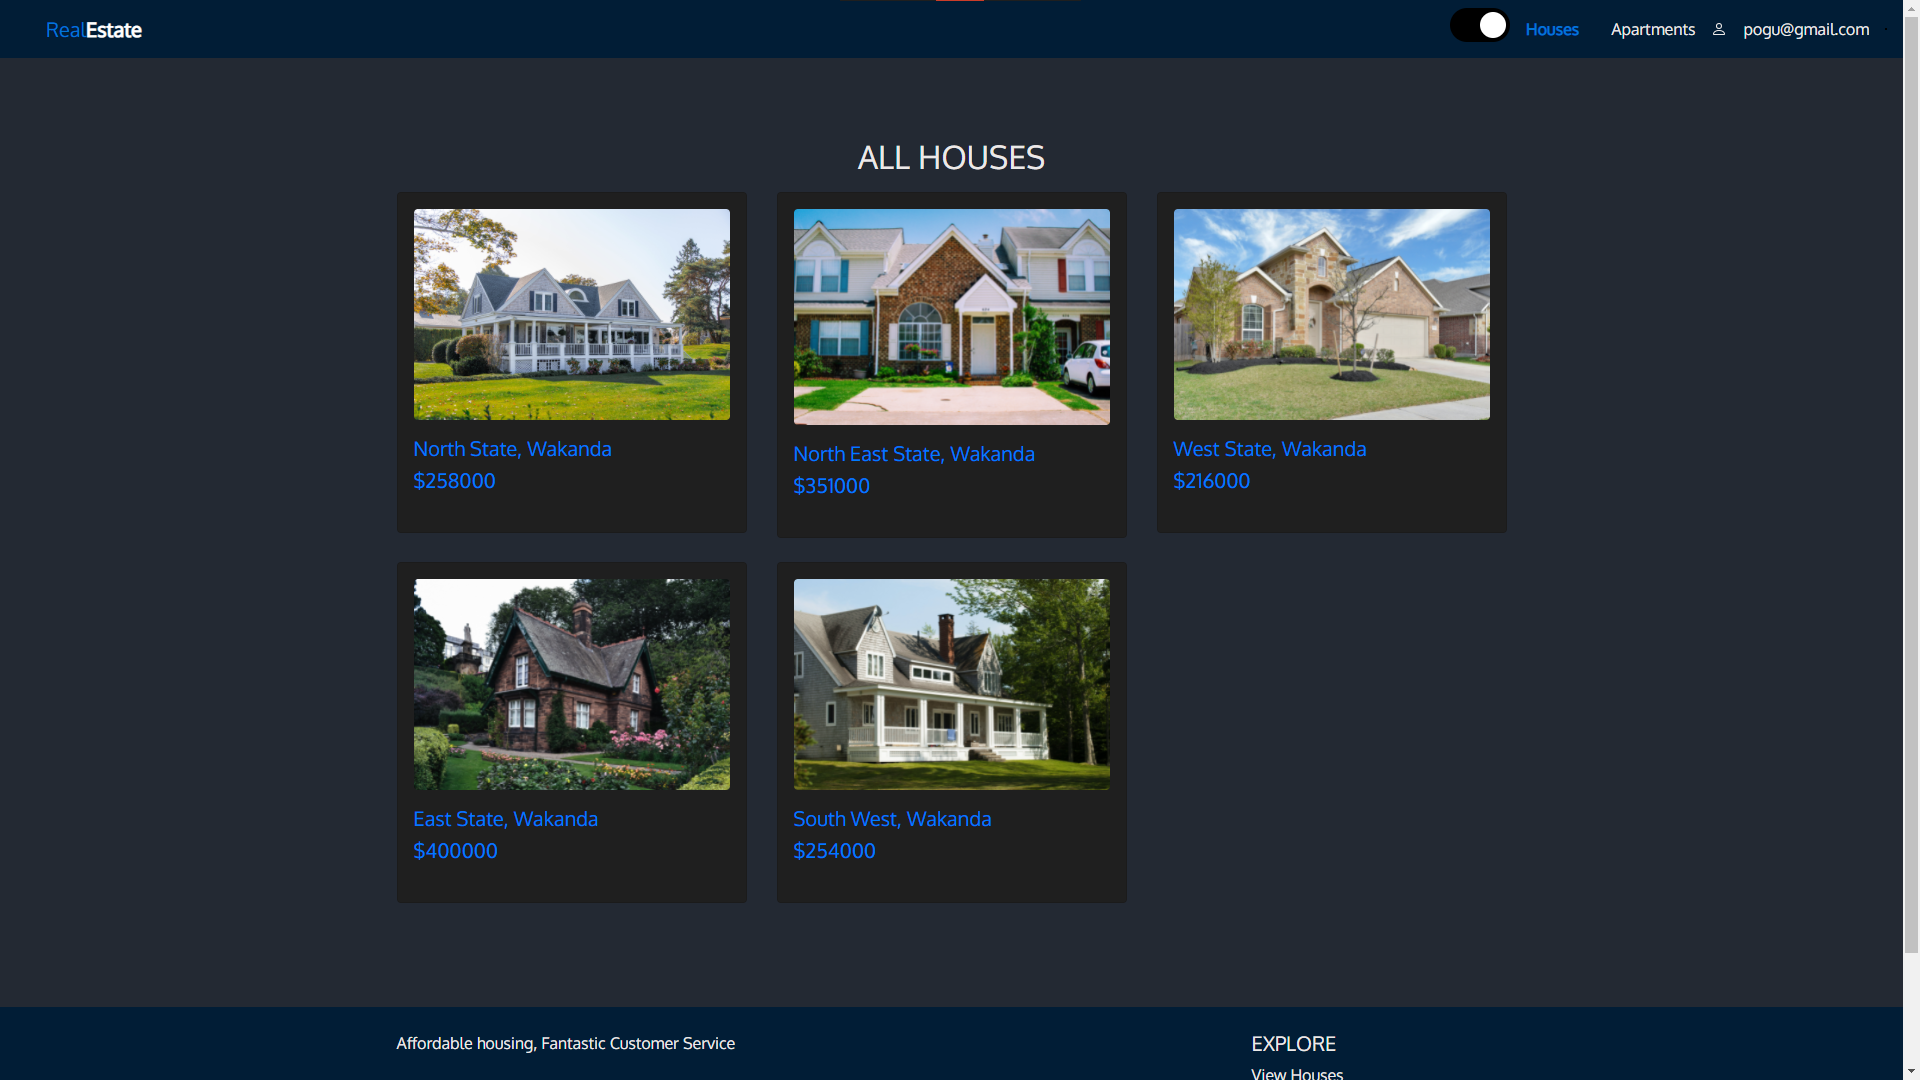 RealEstate
Houses
Apartments
pogu@gmail.com
ALL HOUSES
North State, Wakanda
$258000
North East State, Wakanda
$351000
West State, Wakanda
$216000
East State, Wakanda
$400000
South West, Wakanda
$254000
Affordable housing, Fantastic Customer Service
EXPLORE
View Houses